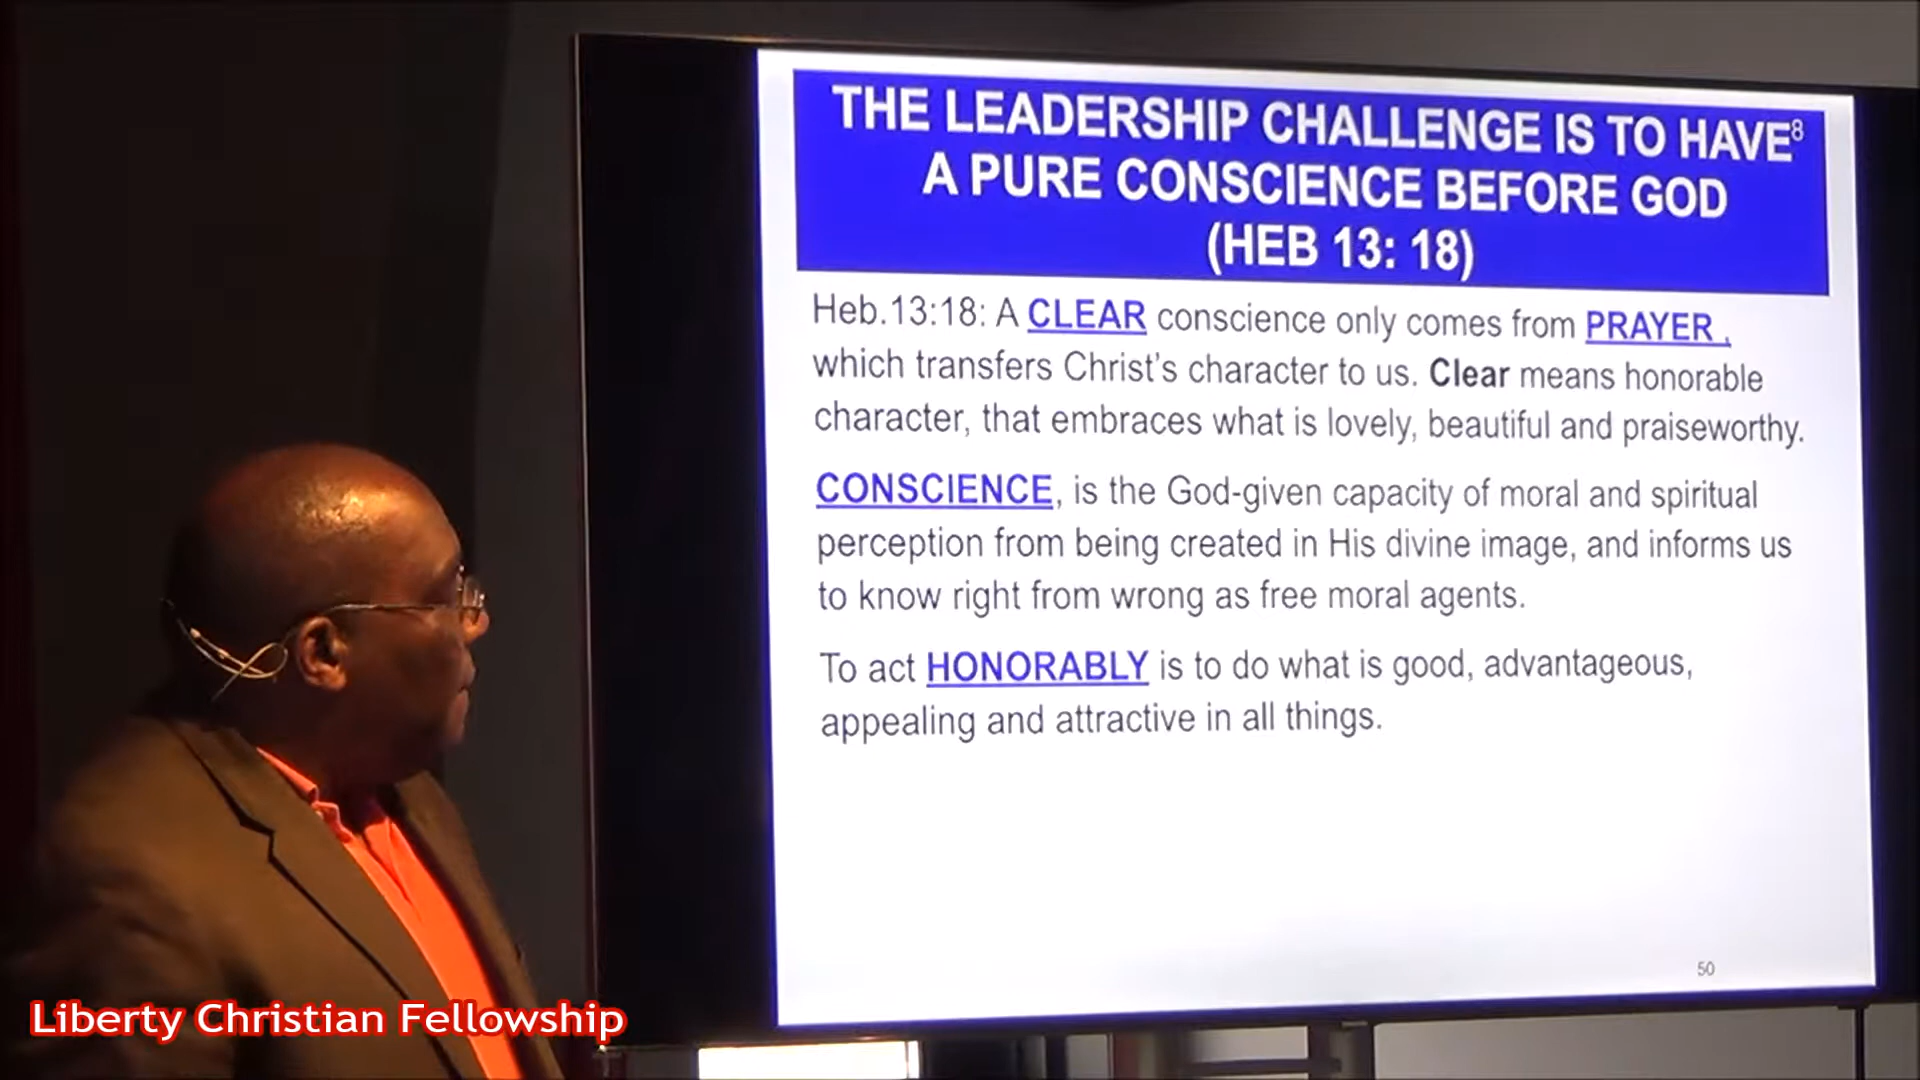 THE LEADERSHIP CHALLENGE IS TO HAVE8
A PURE CONSCIENCE BEFORE GOD
(HEB 13: 18)
Heb.13:18: A CLEAR conscience only comes from PRAYER ,
which transfers Christ's character to us. Clear means honorable
character, that embraces what is lovely, beautiful and praiseworthy.
CONSCIENCE, is the God-given capacity of moral and spiritual
perception from being created in His divine image, and informs us
to know right from wrong as free moral agents.
To act HONORABLY is to do what is good, advantageous,
appealing and attractive in all things.
50
Liberty Christian Fellowship